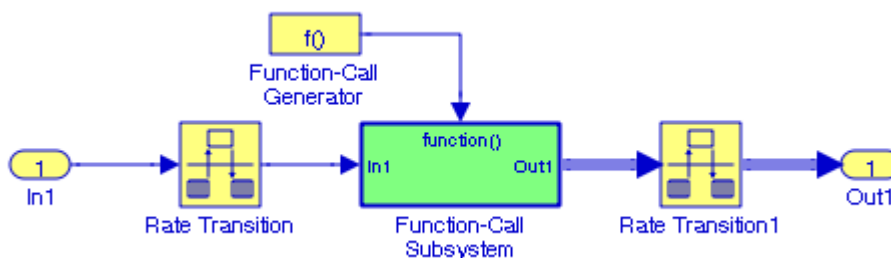 f()
Function-Call
Generator
function()
1
In1
Out1
1
In1
Rate Transition
Function-Call
Subsystem
Rate Transition1
Out1